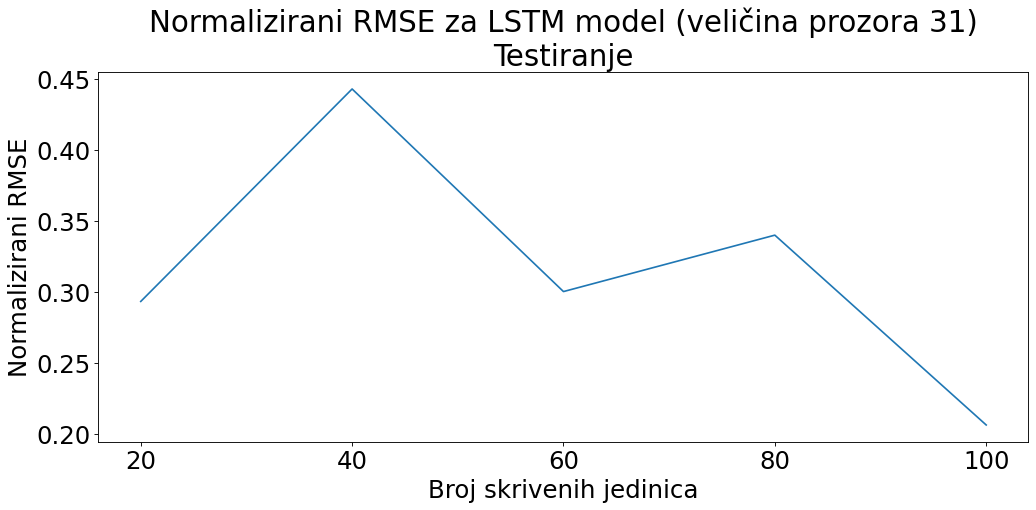 Normalizirani RMSE za LSTM model (veličina prozora 31)
Testiranje
Normalizirani RMSE
0.45
0.40
0.35
0.30
0.25
0.20
20 40 60 80 100
Broj skrivenih jedinica